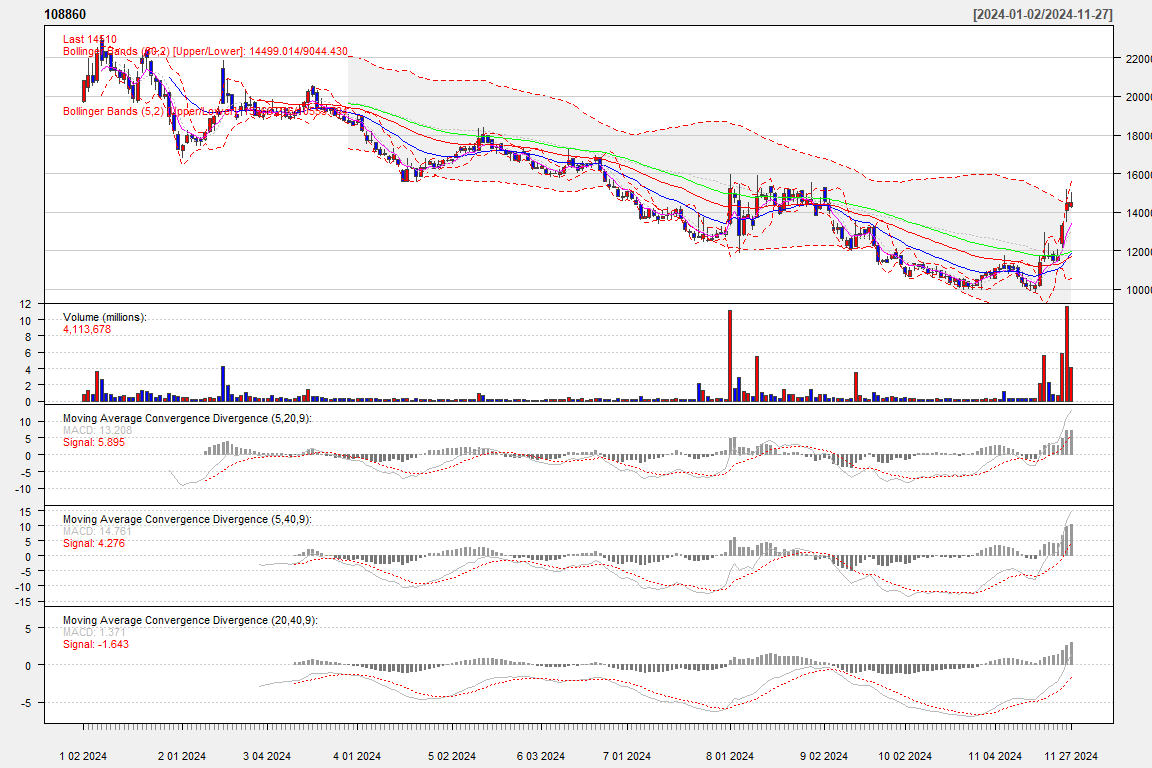 108860
[2024-01-02/2024-11-27]
Last 14510
Bollinger Bands (60,2) [Upper/Lower]: 14499.014/9044.430
Bollinger Bands (5,2) [Upper/Lower]:
22000
20000
18000
16000
14000
12000
10000
Volume (millions):
4,113,678
12
10
8
6
4
2
0
Moving Average Convergence Divergence (5,20,9):
MACD: 13.208
Signal: 5.895
10
5
0
-5
-10
Moving Average Convergence Divergence (5,40,9):
MACD: 14.761
Signal: 4.276
15
10
5
0
-5
-10
-15
Moving Average Convergence Divergence (20,40,9):
MACD: 1.371
Signal: -1.643
5
0
-5
1 02 2024 2 01 2024 3 04 2024 4 01 2024 5 02 2024 6 03 2024 7 01 2024 8 01 2024 9 02 2024 10 02 2024 11 04 2024 11 27 2024